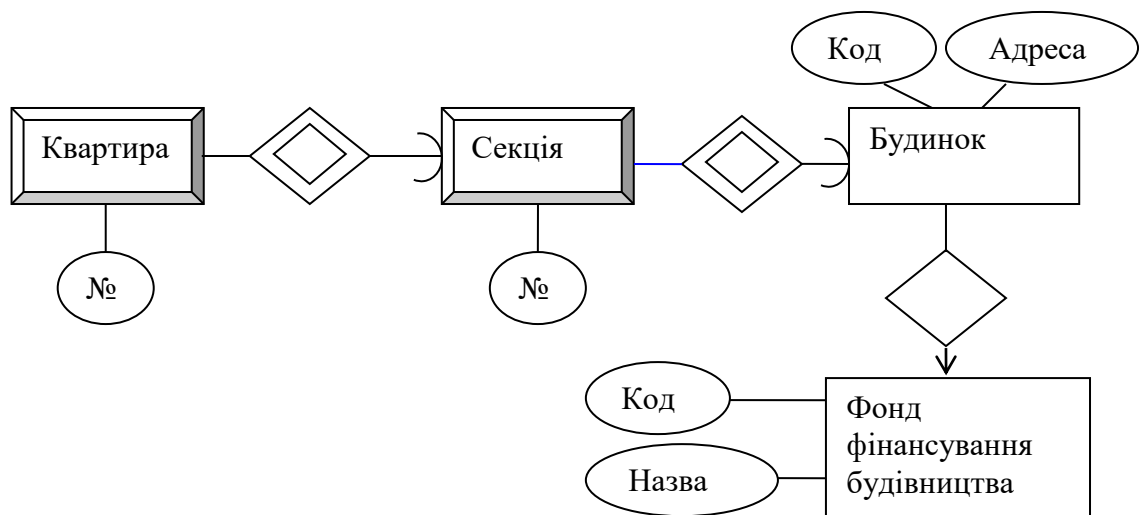 Код
Адреса
Квартира
Секція
Будинок
№
№
Код
Назва
Фонд
фінансування
будівництва